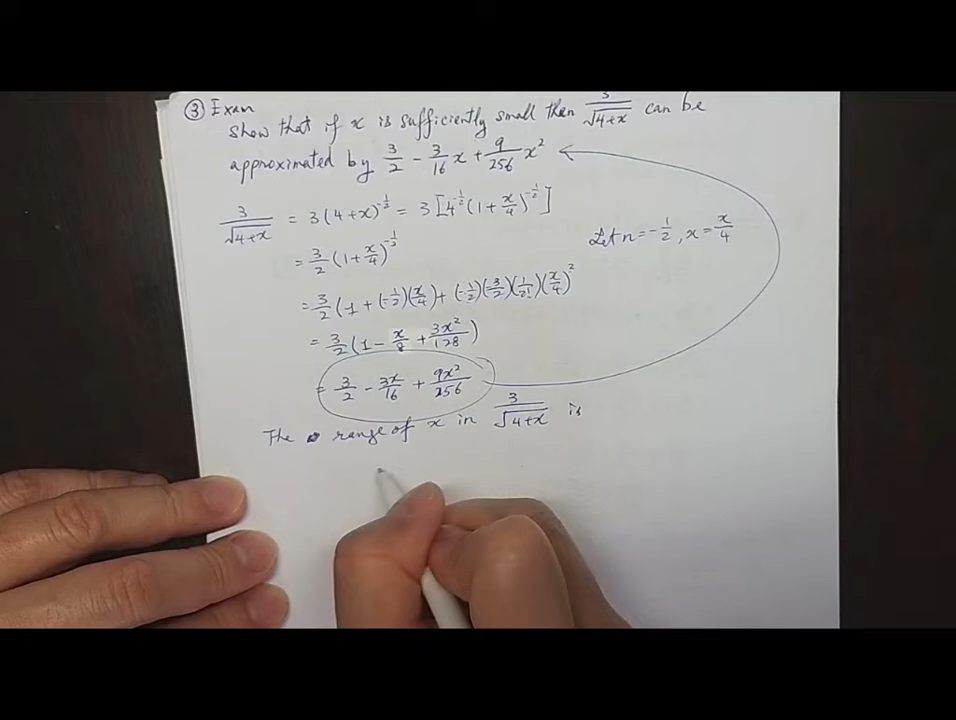 ③ Exam
show that if x is sufficiently small then 3/√(4+x) can be
approximated by 3/2 - 3/16 x + 9/256 x²
3/√(4+x) = 3(4+x)^(-1/2) = 3[4^(-1/2)(1+x/4)^(-1/2)]
Let n = -1/2, x = x/4
= 3/2 (1+x/4)^(-1/2)
= 3/2 (1+(-1/2)(x/4)+(-1/2)(-3/2)(1/2!)(x/4)²
= 3/2 (1 - x/8 + 3x²/128)
= 3/2 - 3x/16 + 9x²/256
The range of x in 3/√(4+x) is